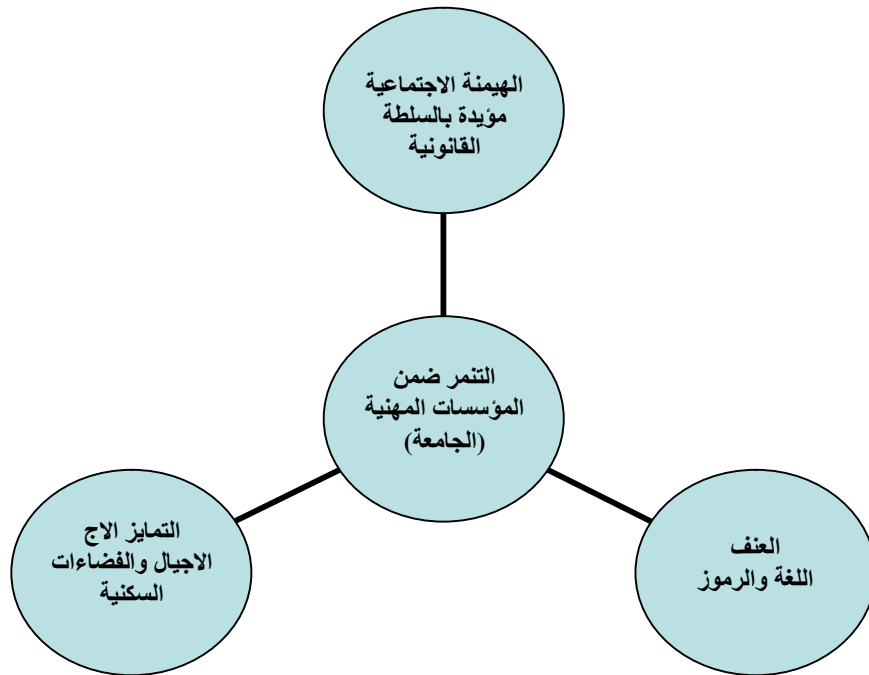 الهيمنة الاجتماعية
مؤيدة بالسلطة
القانونية
التنمر ضمن
المؤسسات المهنية
(الجامعة)
التمايز الاج
الاجيال والفضاءات
السكنية
العنف
اللغة والرموز